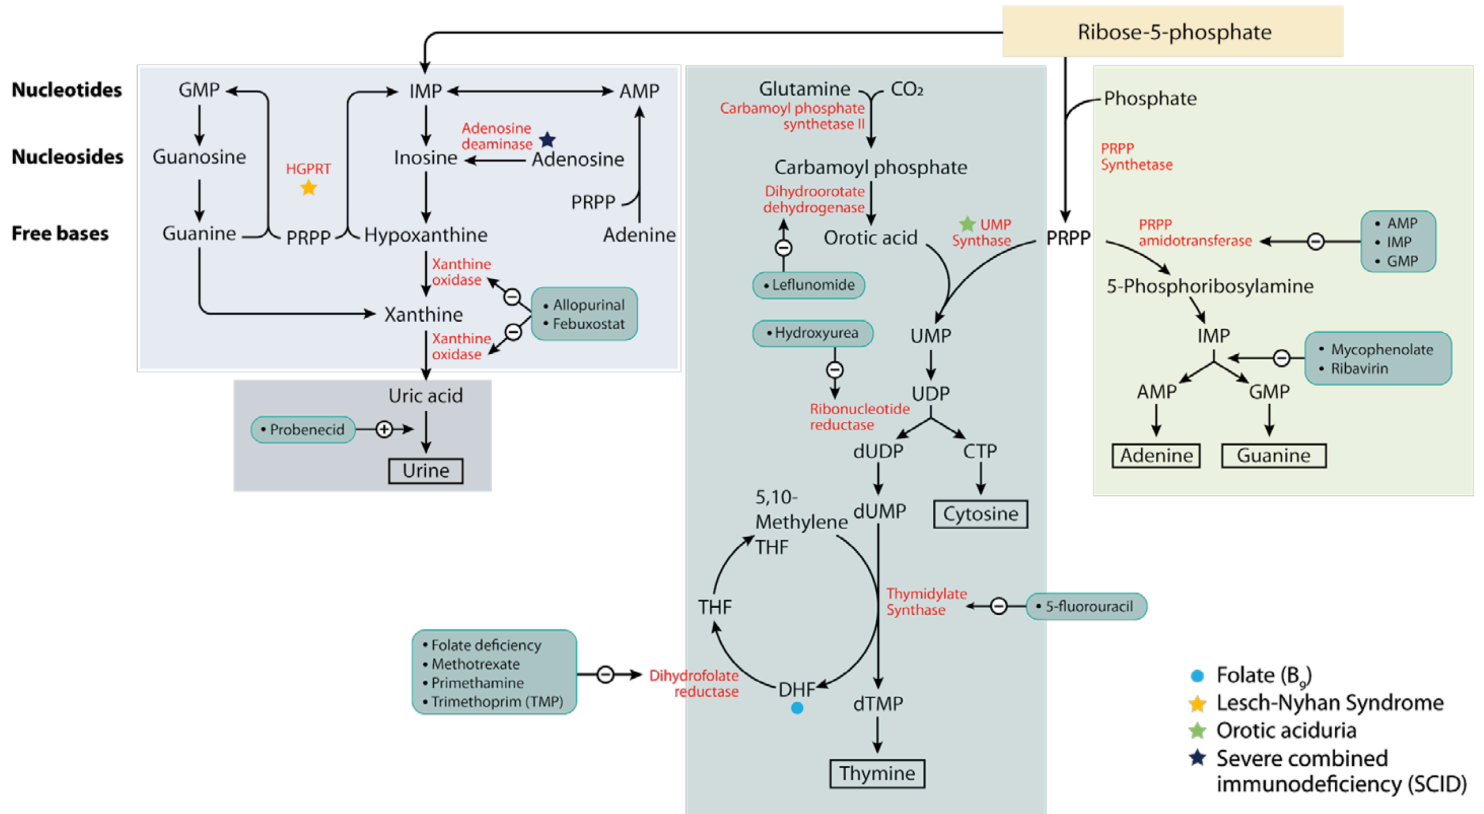 Ribose-5-phosphate
Nucleotides
GMP
IMP
AMP
Nucleosides
Guanosine
HGPRT
Inosine
Adenosine
deaminase
Adenosine
PRPP
Free bases
Guanine
PRPP
Hypoxanthine
Adenine
Xanthine
oxidase
• Allopurinal
• Febuxostat
Xanthine
Xanthine
oxidase
Uric acid
• Probenecid
+
Urine
Glutamine
CO₂
Carbamoyl phosphate
synthetase II
Carbamoyl phosphate
Dihydroorotate
dehydrogenase
Orotic acid
UMP
Synthase
• Leflunomide
• Hydroxyurea
UMP
UDP
Ribonucleotide
reductase
dUDP
CTP
dUMP
Cytosine
5,10-
Methylene
THF
THF
Thymidylate
Synthase
• 5-fluorouracil
• Folate deficiency
• Methotrexate
• Primethamine
• Trimethoprim (TMP)
Dihydrofolate
reductase
DHF
dTMP
Thymine
Phosphate
PRPP
Synthetase
PRPP
PRPP
amidotransferase
• AMP
• IMP
• GMP
5-Phosphoribosylamine
IMP
• Mycophenolate
• Ribavirin
AMP
GMP
Adenine
Guanine
Folate (B₉)
Lesch-Nyhan Syndrome
Orotic aciduria
Severe combined
immunodeficiency (SCID)